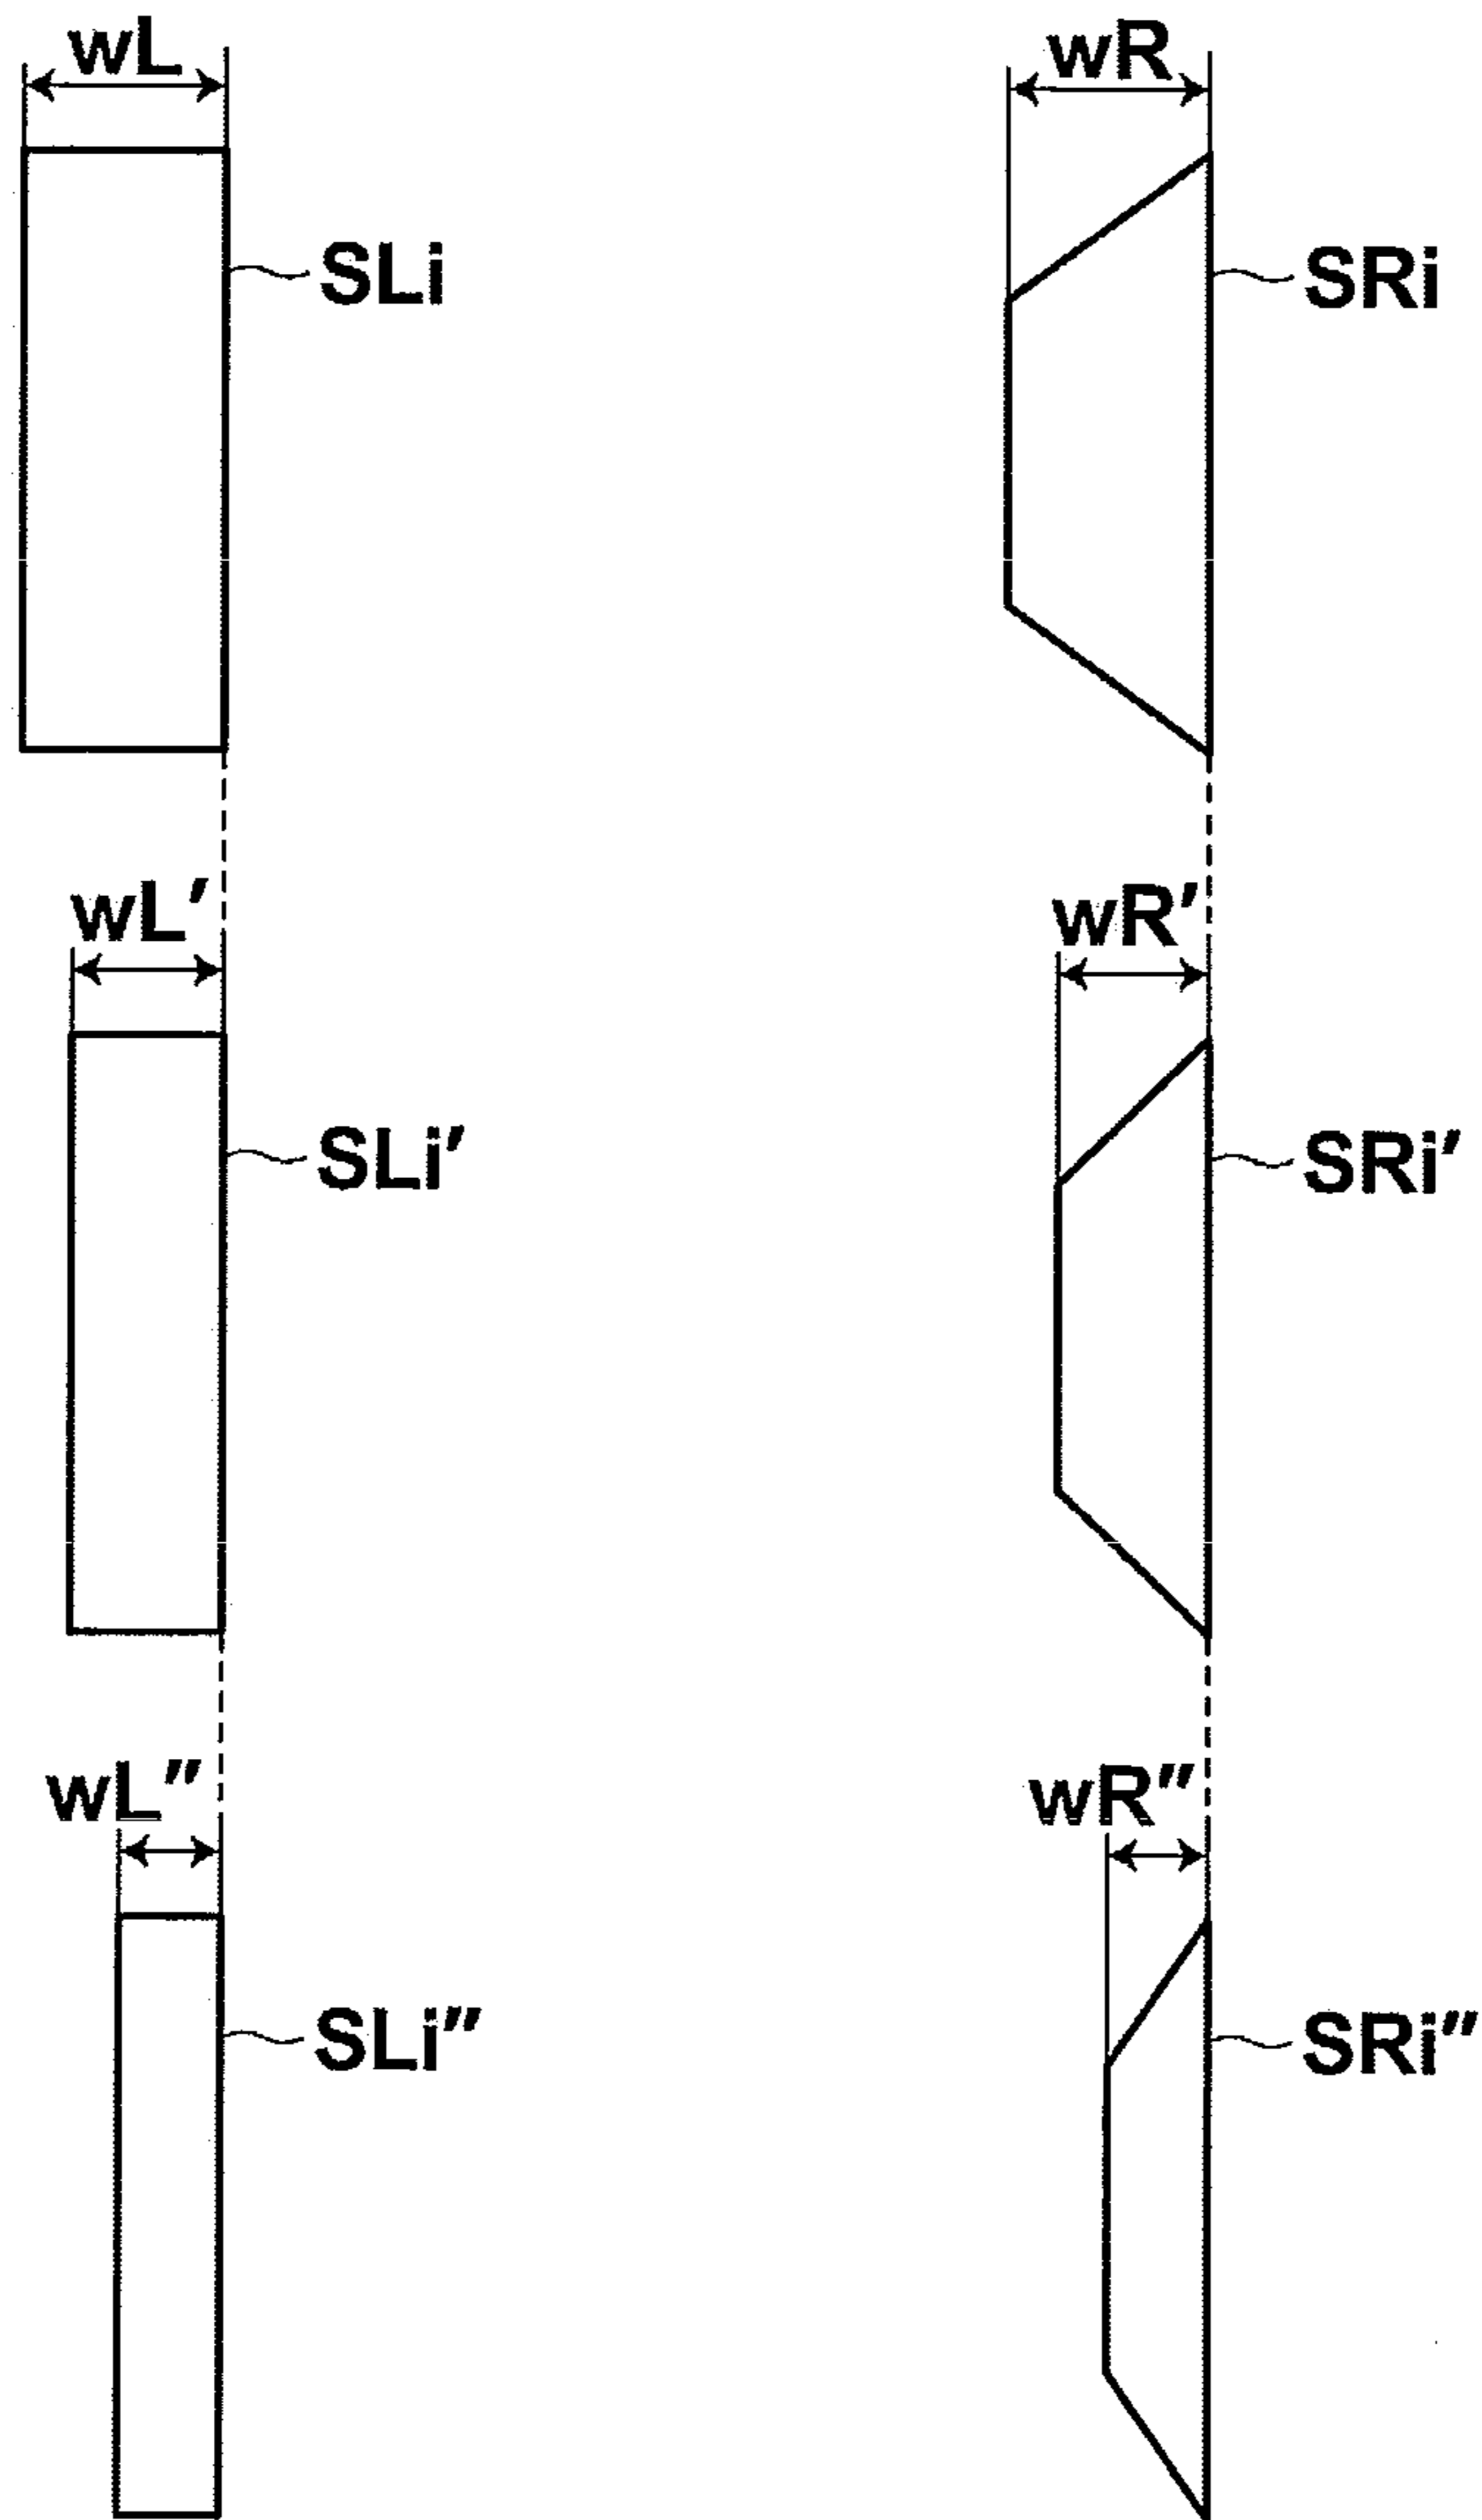 wL
wR
SLi
SRi
wL′
wR′
SLi′
SRi′
wL″
wR″
SLi″
SRi″